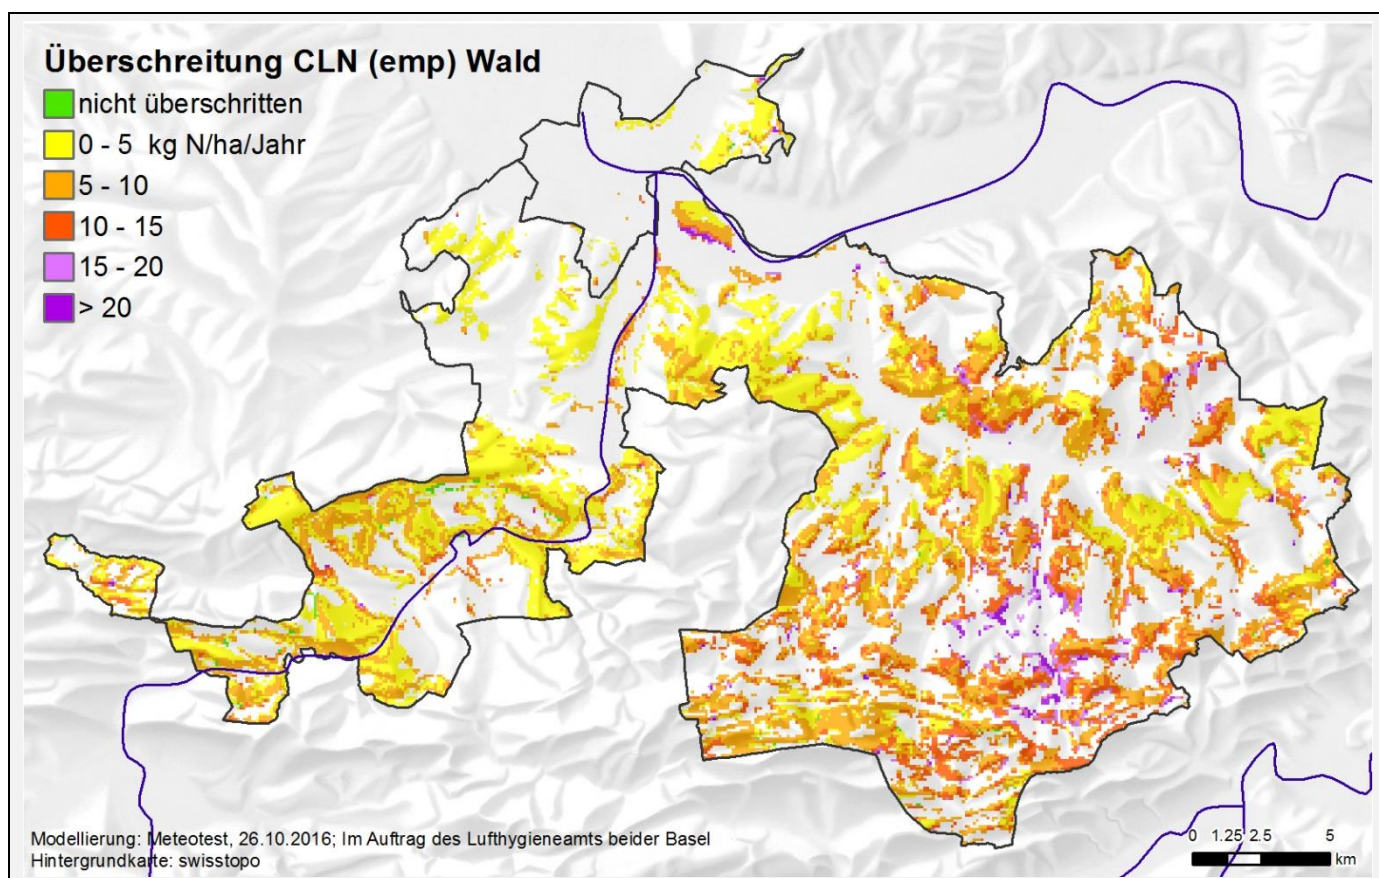 Überschreitung CLN (emp) Wald
nicht überschritten
0 - 5 kg N/ha/Jahr
5 - 10
10 - 15
15 - 20
> 20
Modellierung: Meteotest, 26.10.2016; Im Auftrag des Lufthygieneamts beider Basel
Hintergrundkarte: swisstopo
0 1.25 2.5 5
km